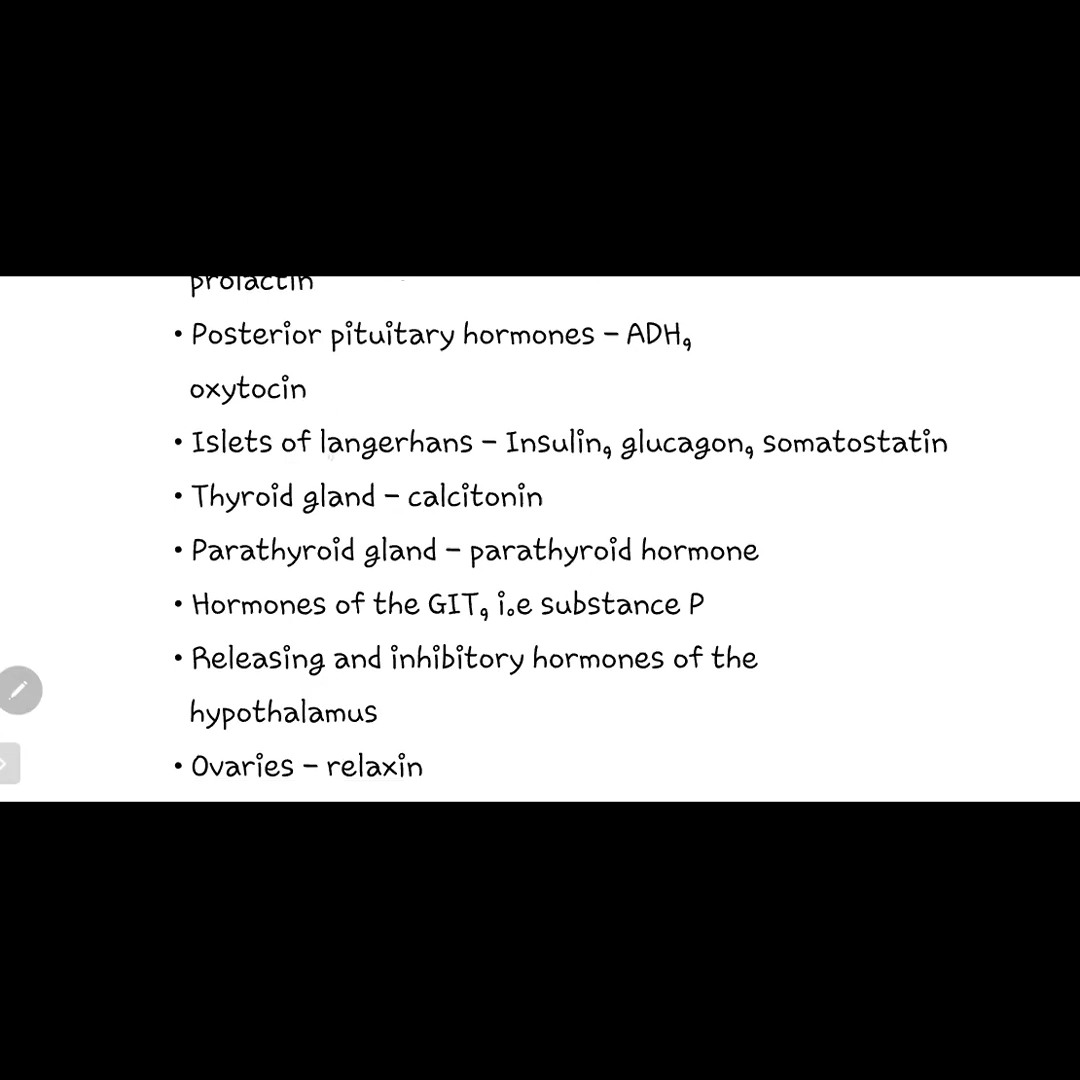 prolactin
• Posterior pituitary hormones – ADH,
oxytocin
• Islets of langerhans – Insulin, glucagon, somatostatin
• Thyroid gland – calcitonin
• Parathyroid gland – parathyroid hormone
• Hormones of the GIT, i.e substance P
• Releasing and inhibitory hormones of the
hypothalamus
• Ovaries – relaxin